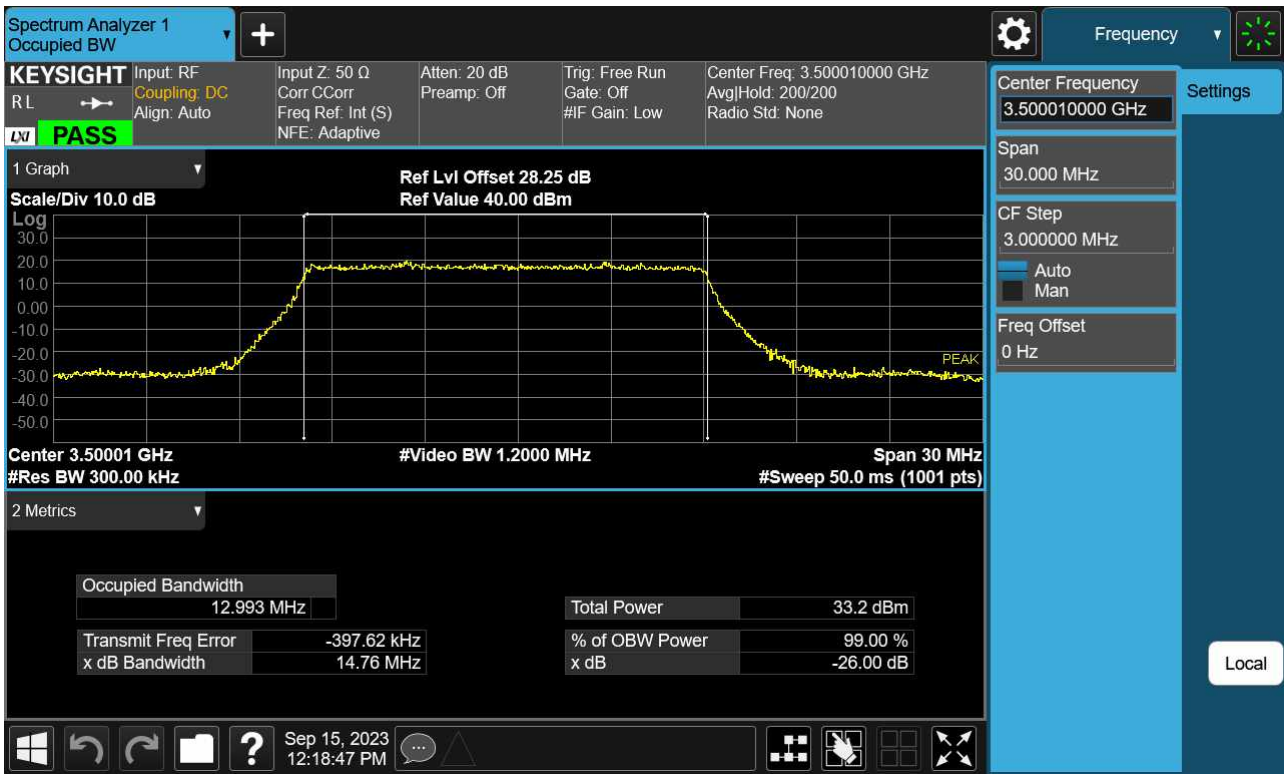 Spectrum Analyzer 1
Occupied BW
+
Frequency
KEYSIGHT
R L
LXI
PASS
Input: RF
Coupling: DC
Align: Auto
Input Z: 50 Ω
Corr CCorr
Freq Ref: Int (S)
NFE: Adaptive
Atten: 20 dB
Preamp: Off
Trig: Free Run
Gate: Off
#IF Gain: Low
Center Freq: 3.500010000 GHz
Avg|Hold: 200/200
Radio Std: None
Center Frequency
3.500010000 GHz
Settings
Span
30.000 MHz
CF Step
3.000000 MHz
Auto
Man
Freq Offset
0 Hz
Local
1 Graph
Scale/Div 10.0 dB
Ref Lvl Offset 28.25 dB
Ref Value 40.00 dBm
Log
30.0
20.0
10.0
0.00
-10.0
-20.0
-30.0
-40.0
-50.0
PEAK
Center 3.50001 GHz
#Video BW 1.2000 MHz
Span 30 MHz
#Res BW 300.00 kHz
#Sweep 50.0 ms (1001 pts)
2 Metrics
Occupied Bandwidth
12.993 MHz
Total Power 33.2 dBm
Transmit Freq Error -397.62 kHz
% of OBW Power 99.00 %
x dB Bandwidth 14.76 MHz
x dB -26.00 dB
?
Sep 15, 2023
12:18:47 PM